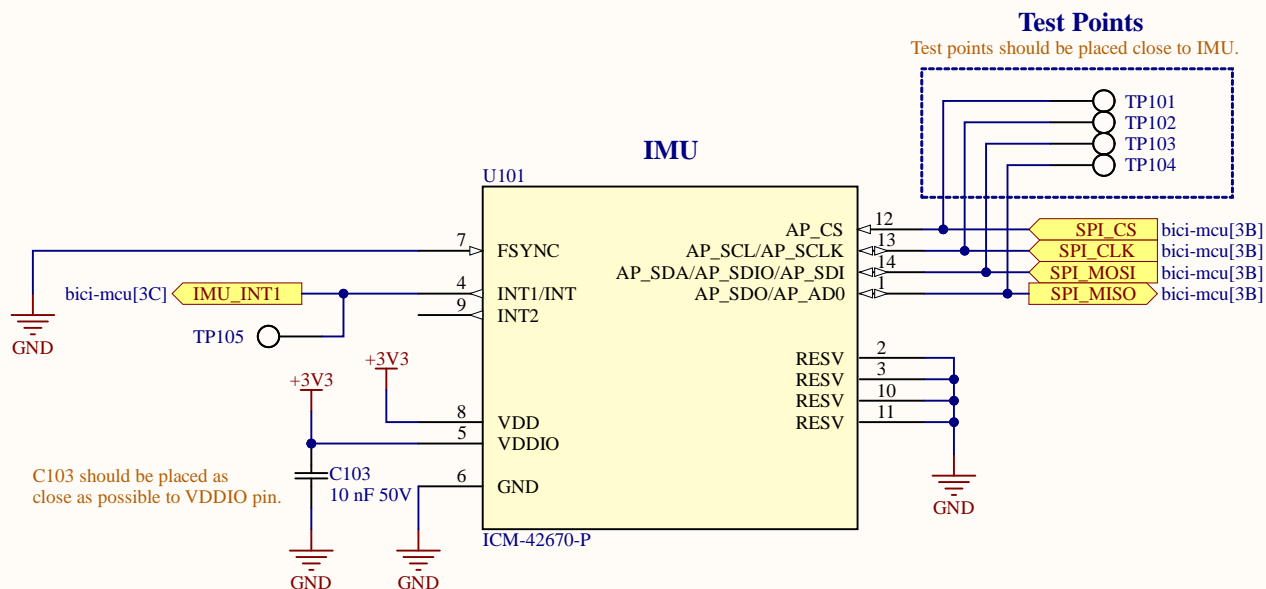 Test Points
Test points should be placed close to IMU.
TP101
TP102
TP103
TP104
IMU
U101
7 FSYNC
bici-mcu[3C] IMU_INT1 4 INT1/INT
9 INT2
TP105
GND
+3V3
+3V3
8 VDD
5 VDDIO
C103 should be placed as
close as possible to VDDIO pin.
C103
10 nF 50V
6 GND
GND
GND
ICM-42670-P
AP_CS 12 SPI_CS bici-mcu[3B]
AP_SCL/AP_SCLK 13 SPI_CLK bici-mcu[3B]
AP_SDA/AP_SDIO/AP_SDI 14 SPI_MOSI bici-mcu[3B]
AP_SDO/AP_AD0 1 SPI_MISO bici-mcu[3B]
RESV 2
RESV 3
RESV 10
RESV 11
GND